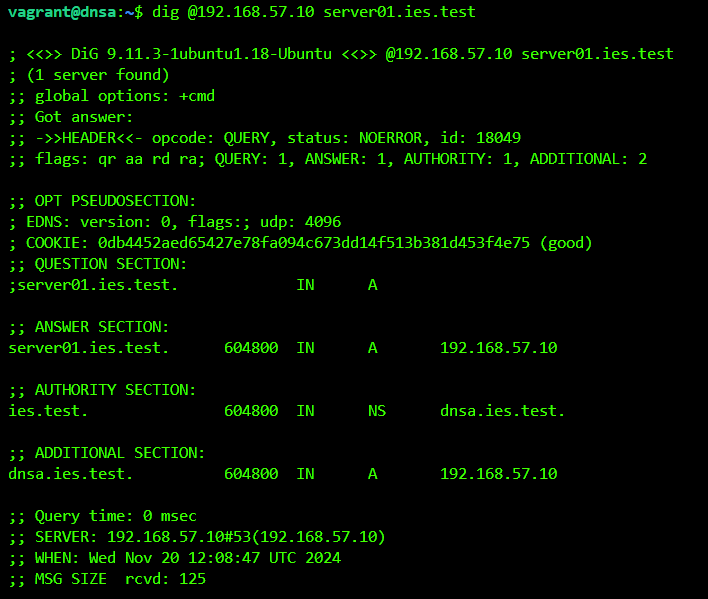 vagrant@dnsa:~$ dig @192.168.57.10 server01.ies.test
; <<>> DiG 9.11.3-1ubuntu1.18-Ubuntu <<>> @192.168.57.10 server01.ies.test
; (1 server found)
;; global options: +cmd
;; Got answer:
;; ->>HEADER<<- opcode: QUERY, status: NOERROR, id: 18049
;; flags: qr aa rd ra; QUERY: 1, ANSWER: 1, AUTHORITY: 1, ADDITIONAL: 2
;; OPT PSEUDOSECTION:
; EDNS: version: 0, flags:; udp: 4096
; COOKIE: 0db4452aed65427e78fa094c673dd14f513b381d453f4e75 (good)
;; QUESTION SECTION:
;server01.ies.test. IN A
;; ANSWER SECTION:
server01.ies.test. 604800 IN A 192.168.57.10
;; AUTHORITY SECTION:
ies.test. 604800 IN NS dnsa.ies.test.
;; ADDITIONAL SECTION:
dnsa.ies.test. 604800 IN A 192.168.57.10
;; Query time: 0 msec
;; SERVER: 192.168.57.10#53(192.168.57.10)
;; WHEN: Wed Nov 20 12:08:47 UTC 2024
;; MSG SIZE rcvd: 125